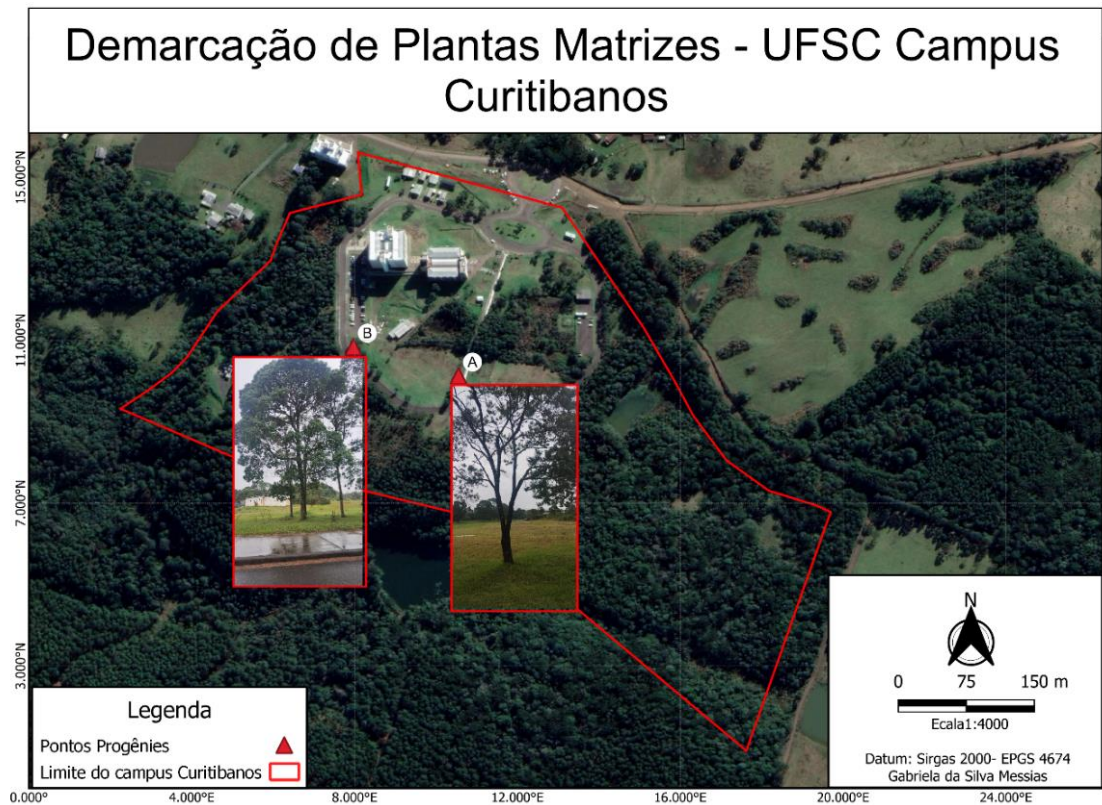 Demarcação de Plantas Matrizes - UFSC Campus
Curitibanos
15.000°N
11.000°N
7.000°N
3.000°N
B
A
Legenda
Pontos Progênies
Limite do campus Curitibanos
N
0 75 150 m
Ecala1:4000
Datum: Sirgas 2000- EPGS 4674
Gabriela da Silva Messias
0.000° 4.000°E 8.000°E 12.000°E 16.000°E 20.000°E 24.000°E